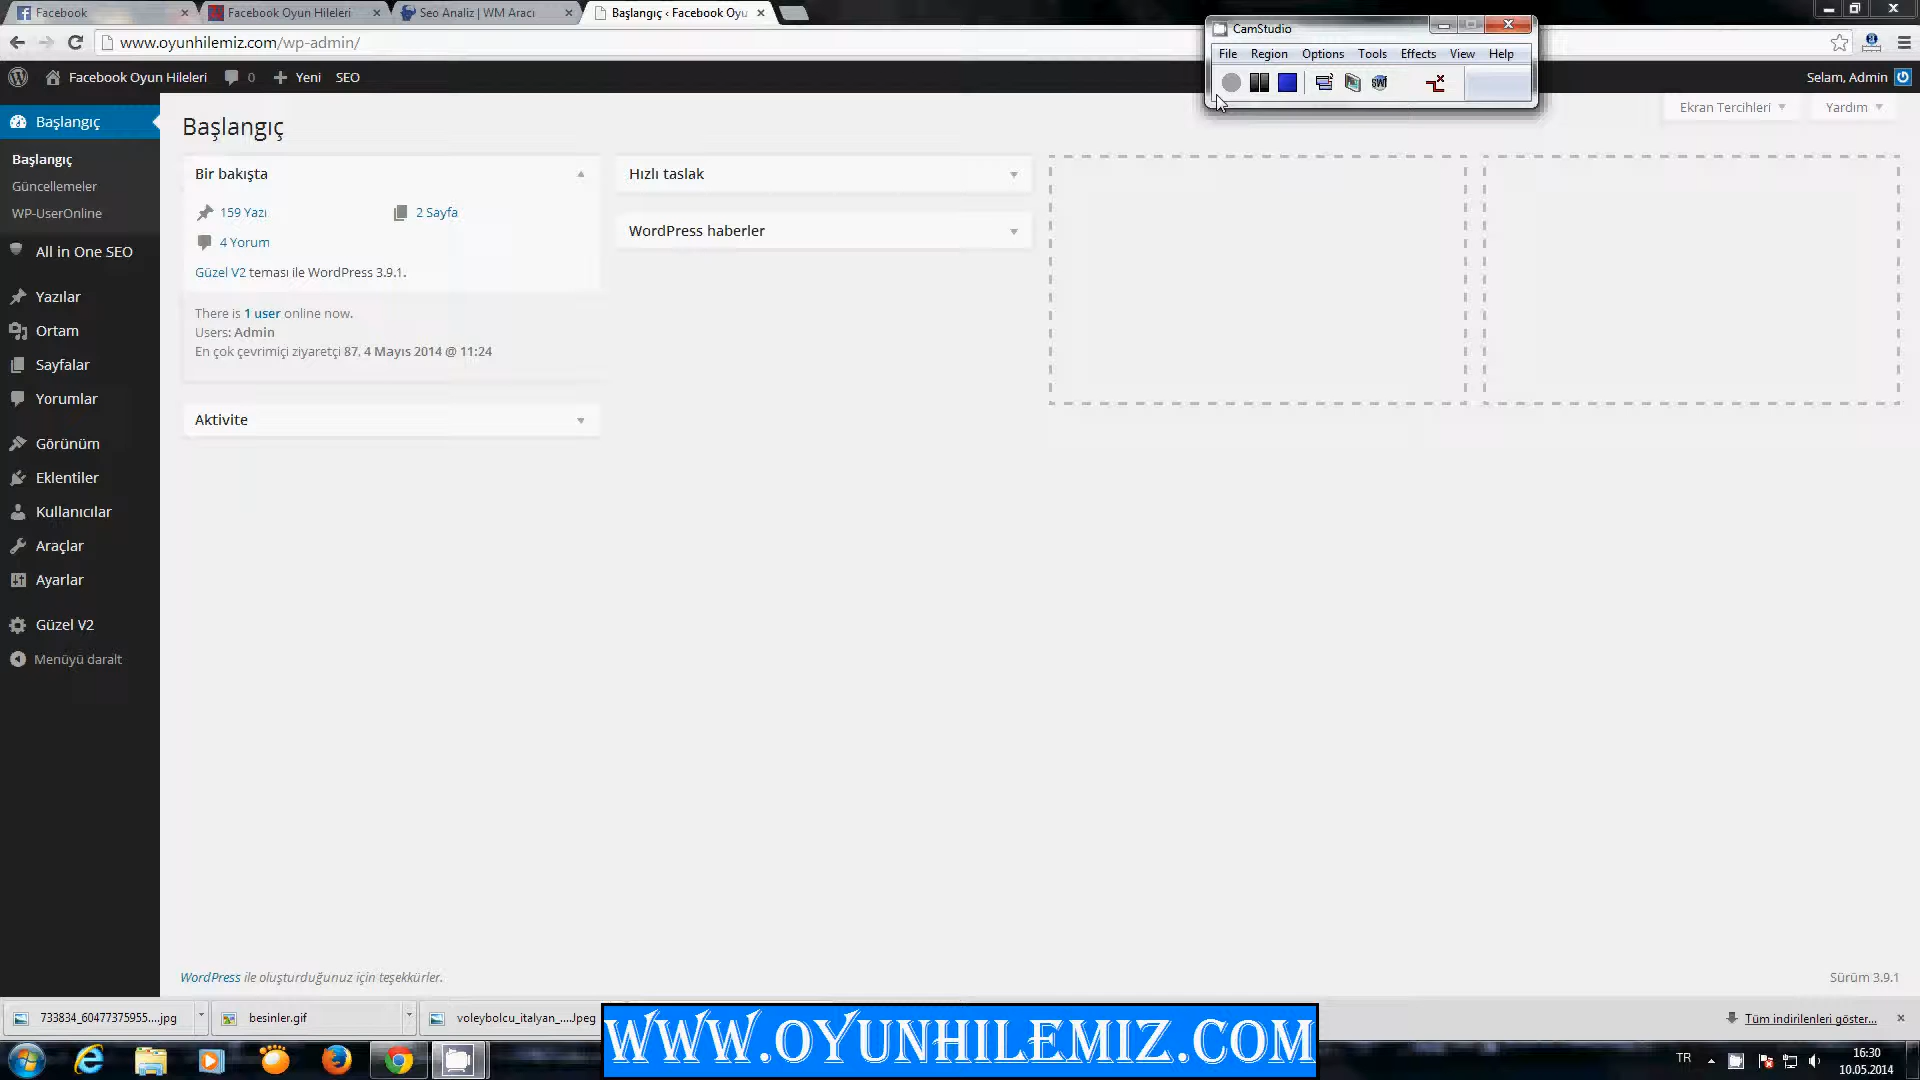 Facebook
Facebook Oyun Hileleri
Seo Analiz | WM Aracı
Başlangıç ‹ Facebook Oyu
www.oyunhilemiz.com/wp-admin/
CamStudio
File Region Options Tools Effects View Help
Facebook Oyun Hileleri 0 Yeni SEO
Selam, Admin
Başlangıç
Başlangıç
Güncellemeler
WP-UserOnline
All in One SEO
Yazılar
Ortam
Sayfalar
Yorumlar
Görünüm
Eklentiler
Kullanıcılar
Araçlar
Ayarlar
Güzel V2
Menüyü daralt
Ekran Tercihleri
Yardım
Başlangıç
Bir bakışta
159 Yazı
2 Sayfa
4 Yorum
Güzel V2 teması ile WordPress 3.9.1.
There is 1 user online now.
Users: Admin
En çok çevrimiçi ziyaretçi 87, 4 Mayıs 2014 @ 11:24
Aktivite
Hızlı taslak
WordPress haberler
WordPress ile oluşturduğunuz için teşekkürler.
Sürüm 3.9.1
733834_60477375955....jpg
besinler.gif
voleybolcu_italyan_....Jpeg
Tüm indirilenleri göster...
WWW.OYUNHILEMIZ.COM
TR
16:30
10.05.2014